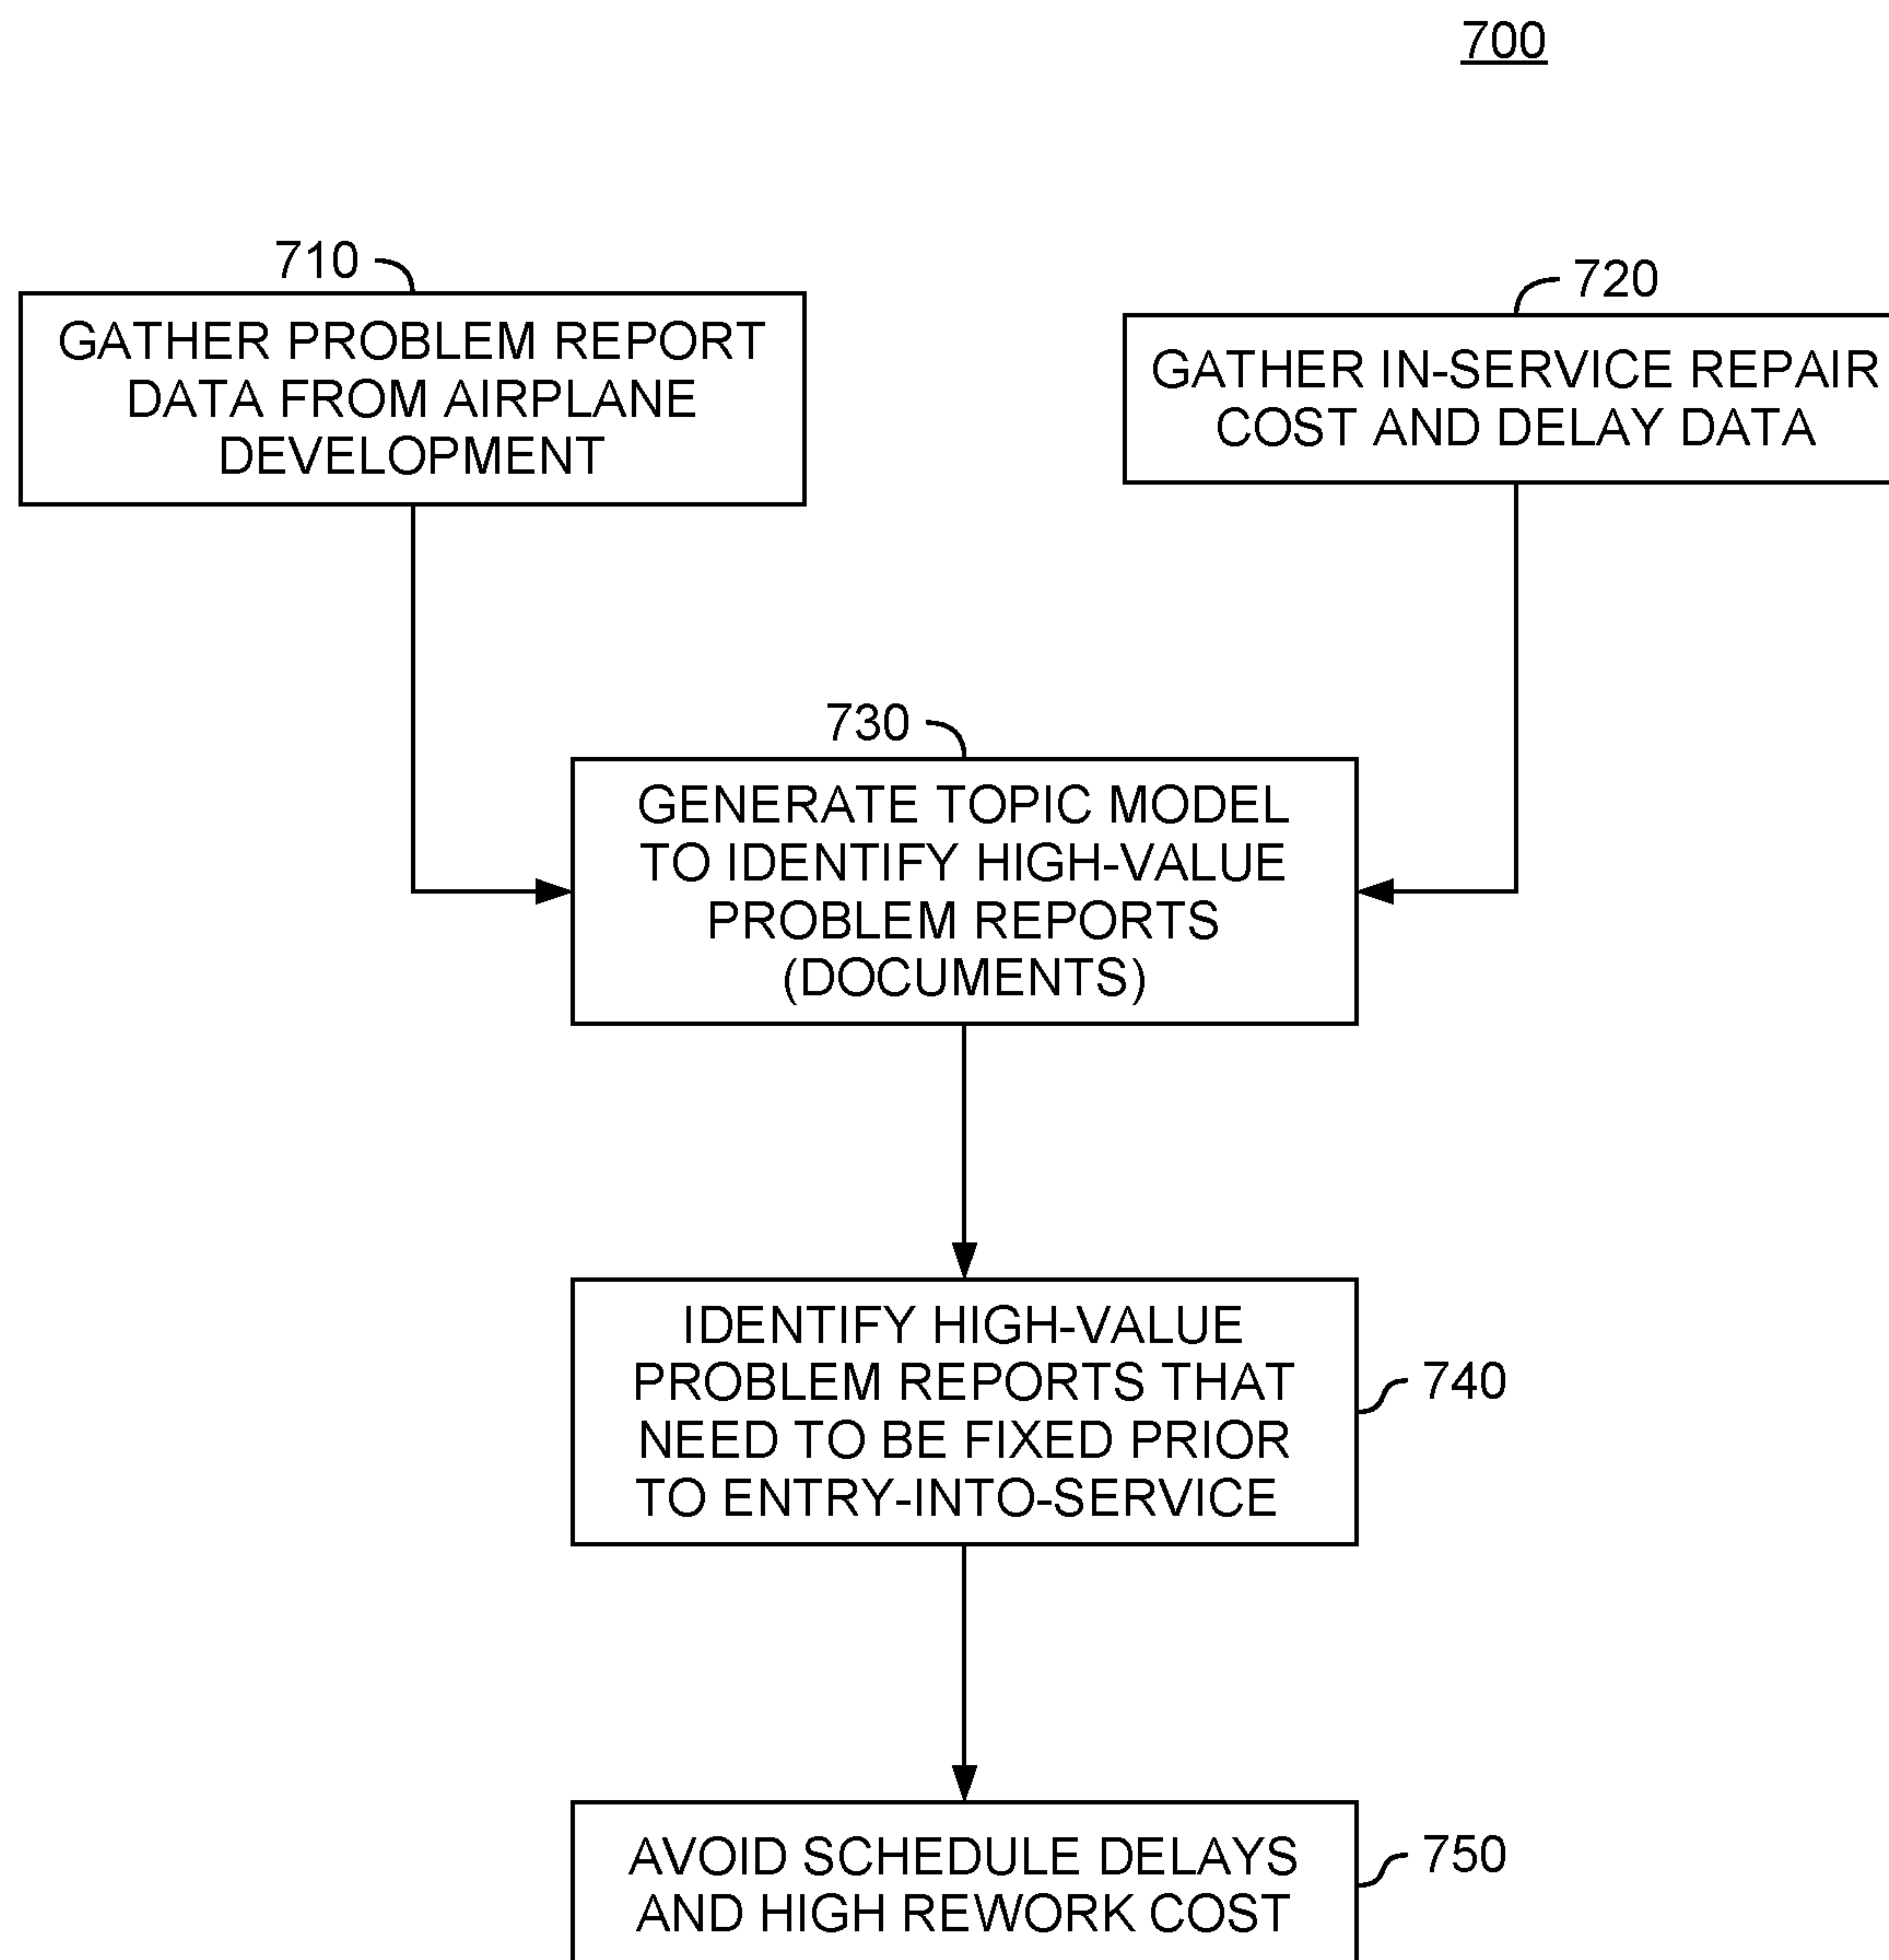 700
710
GATHER PROBLEM REPORT
DATA FROM AIRPLANE
DEVELOPMENT
720
GATHER IN-SERVICE REPAIR
COST AND DELAY DATA
730
GENERATE TOPIC MODEL
TO IDENTIFY HIGH-VALUE
PROBLEM REPORTS
(DOCUMENTS)
IDENTIFY HIGH-VALUE
PROBLEM REPORTS THAT
NEED TO BE FIXED PRIOR
TO ENTRY-INTO-SERVICE
740
AVOID SCHEDULE DELAYS
AND HIGH REWORK COST
750